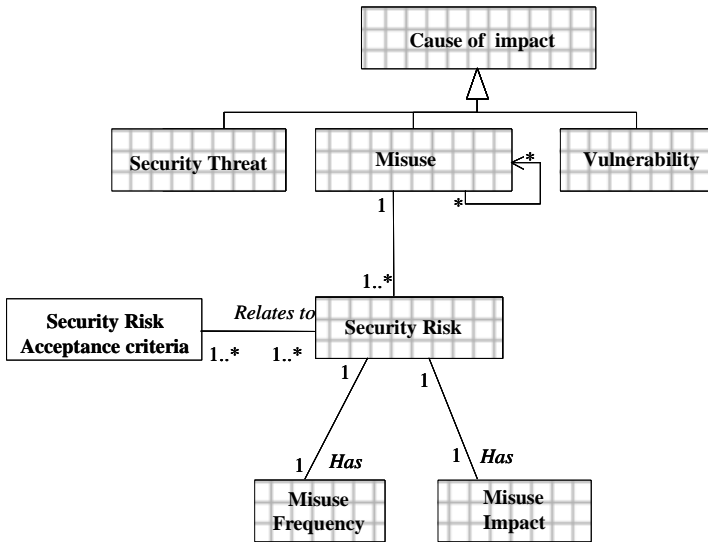 Cause of impact
Security Threat
Misuse
*
Vulnerability
1
*
1..*
Relates to
Security Risk
Acceptance criteria
Security Risk
1..*
1..*
1
1
1
Has
1
Has
Misuse
Frequency
Misuse
Impact